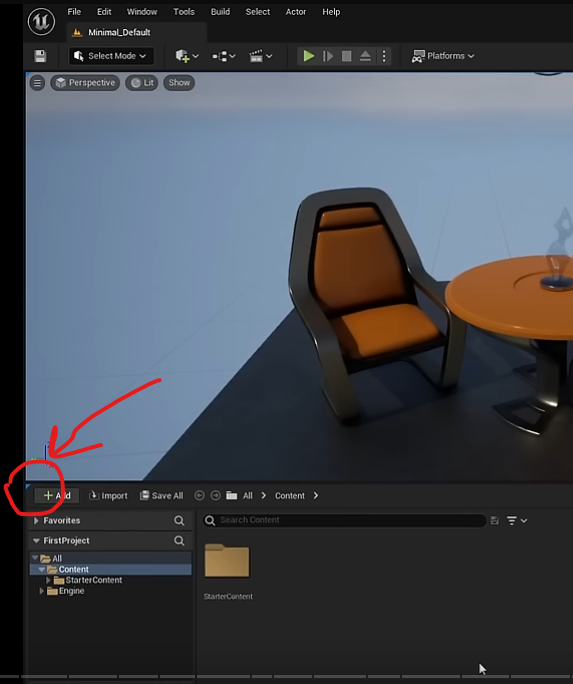 File Edit Window Tools Build Select Actor Help
Minimal_Default
Select Mode Platforms
Perspective Lit Show
+ Add Import Save All All > Content >
Favorites Search Content
FirstProject
All
Content
StarterContent
Engine
StarterContent